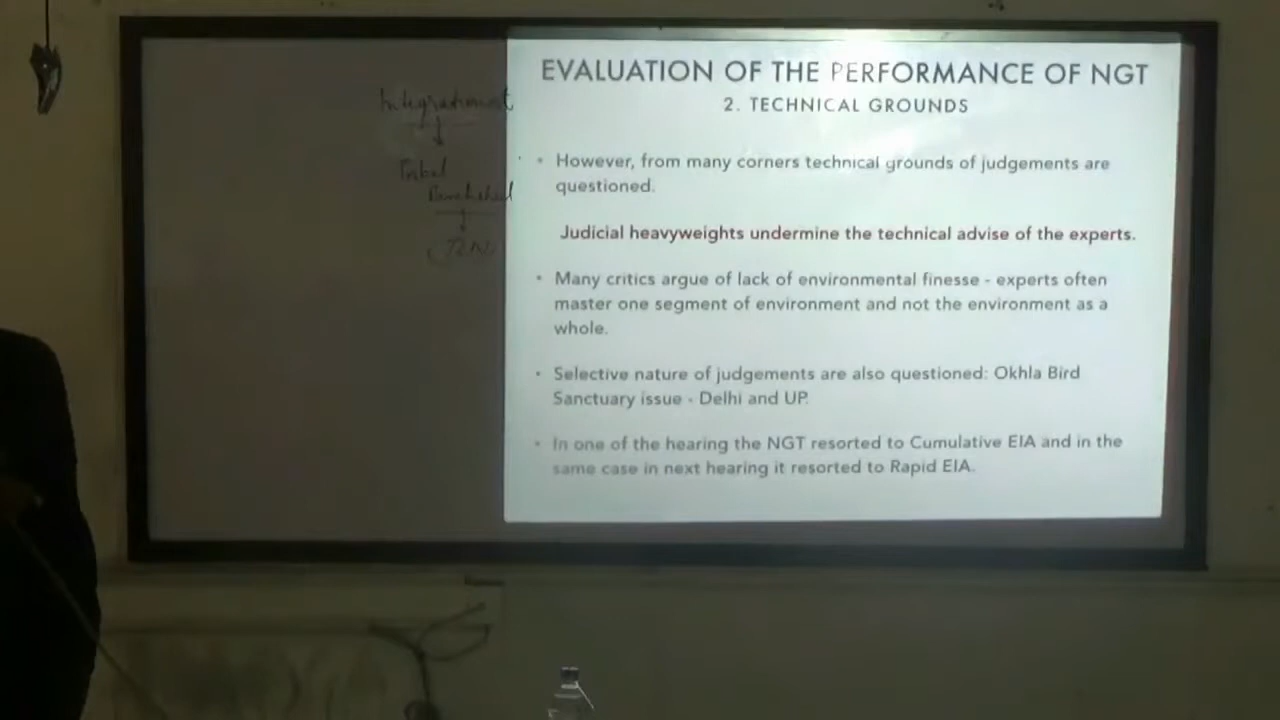 EVALUATION OF THE PERFORMANCE OF NGT
2. TECHNICAL GROUNDS
• However, from many corners technical grounds of judgements are
questioned.
Judicial heavyweights undermine the technical advise of the experts.
• Many critics argue of lack of environmental finesse - experts often
master one segment of environment and not the environment as a
whole.
• Selective nature of judgements are also questioned: Okhla Bird
Sanctuary issue - Delhi and UP.
• In one of the hearing the NGT resorted to Cumulative EIA and in the
same case in next hearing it resorted to Rapid EIA.
Integrationist
Tribal